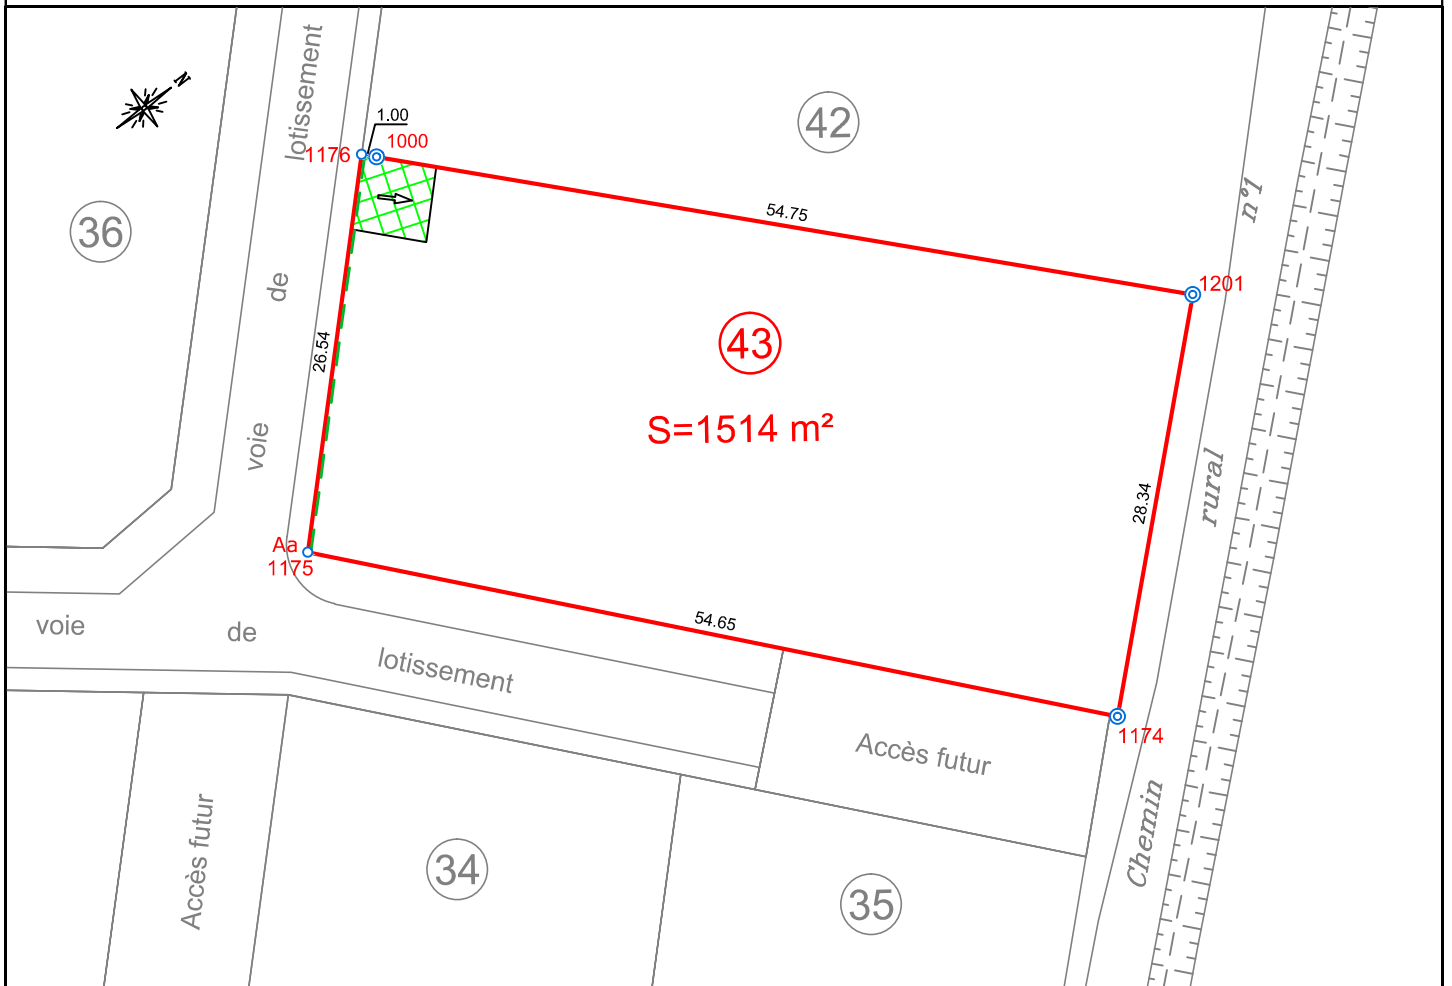 N
lotissement
1.00
1000
1176
42
n°1
36
54.75
1201
de
26.54
43
S=1514 m²
voie
rural
28.34
Aa
1175
54.65
voie
de
lotissement
1174
Accès futur
Chemin
Accès futur
34
35